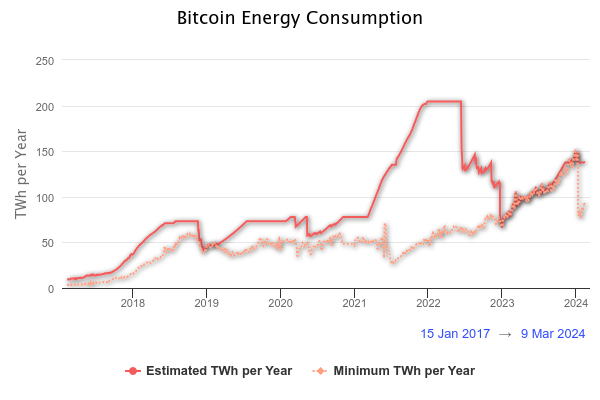 Bitcoin Energy Consumption
250
200
150
100
50
0
TWh per Year
2018 2019 2020 2021 2022 2023 2024
15 Jan 2017 → 9 Mar 2024
Estimated TWh per Year Minimum TWh per Year